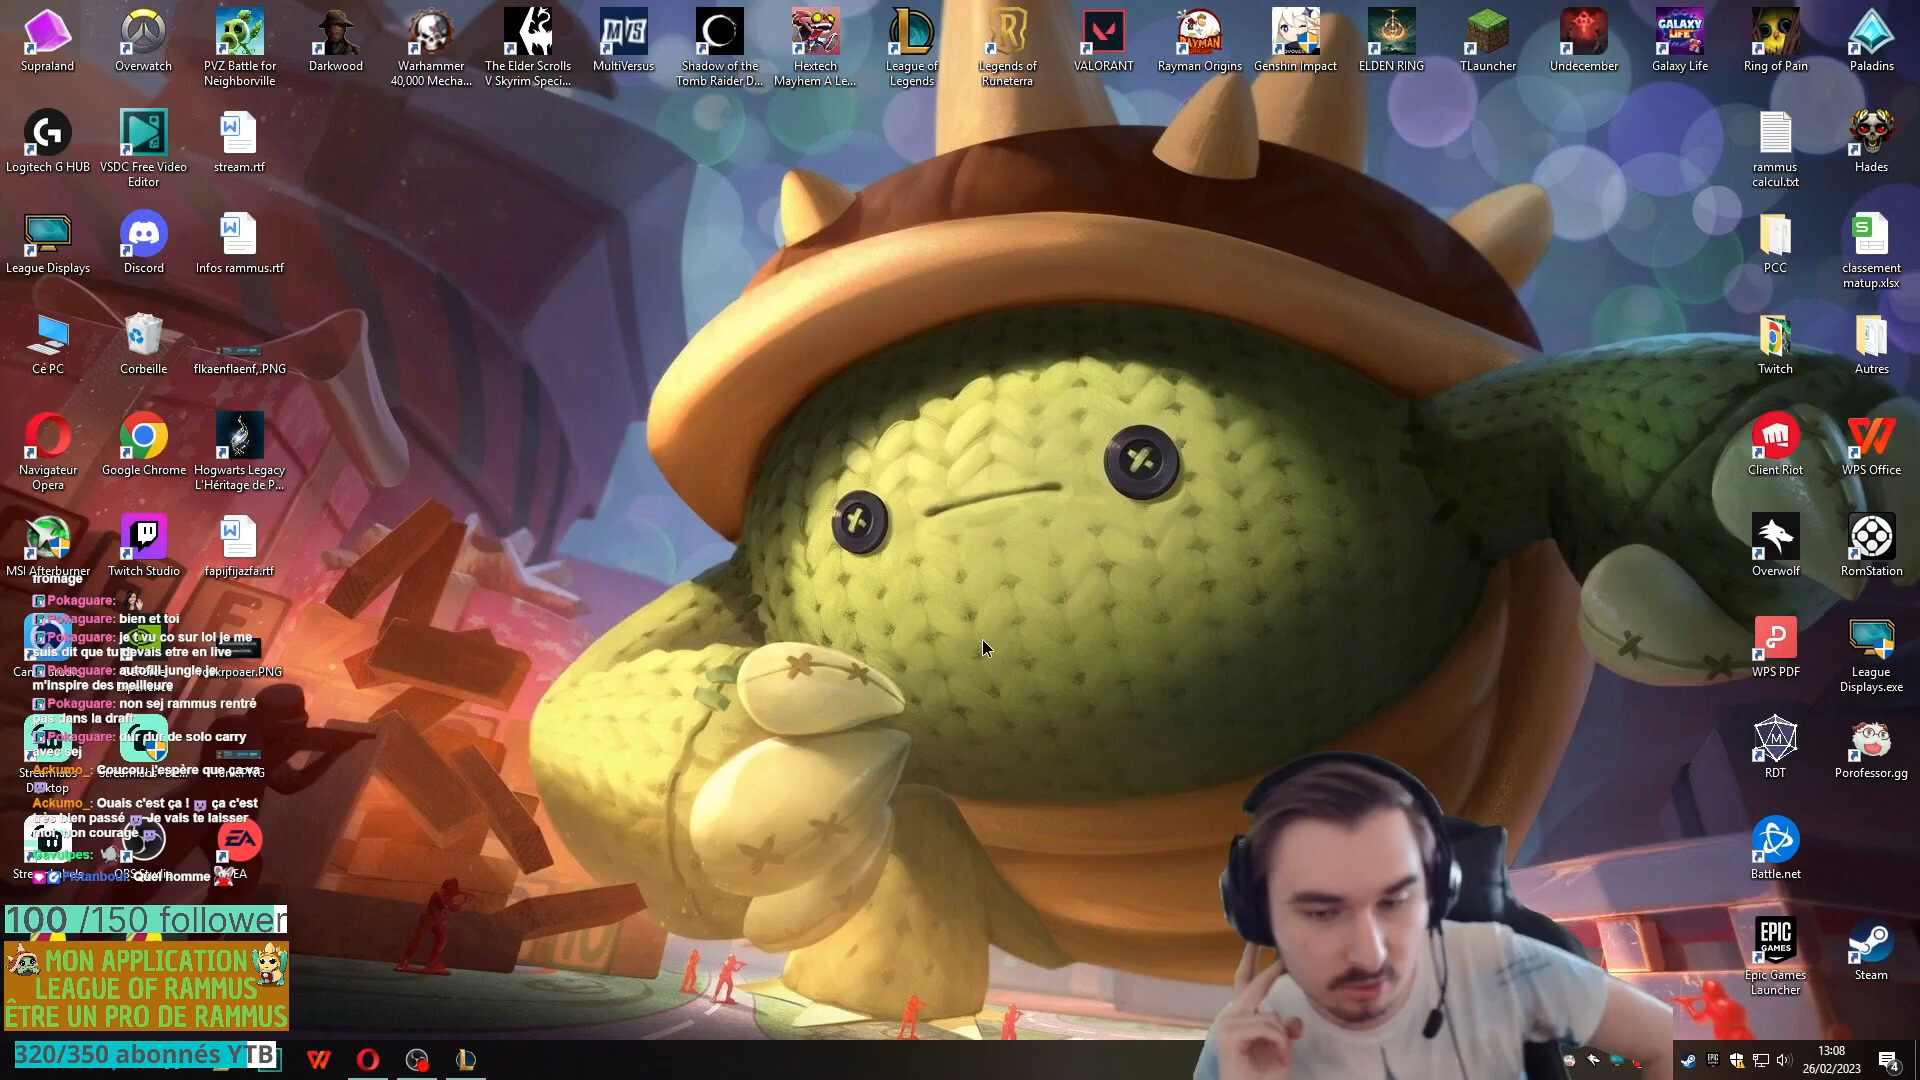 Supraland
Overwatch
PVZ Battle for
Neighborville
Darkwood
Warhammer
40,000 Mecha...
The Elder Scrolls
V Skyrim Speci...
MultiVersus
Shadow of the
Tomb Raider D...
Hextech
Mayhem A Le...
League of
Legends
Legends of
Runeterra
VALORANT
Rayman Origins
Genshin Impact
ELDEN RING
TLauncher
Undecember
Galaxy Life
Ring of Pain
Paladins
Logitech G HUB
VSDC Free Video
Editor
stream.rtf
rammus
calcul.txt
Hades
League Displays
Discord
Infos rammus.rtf
PCC
classement
matup.xlsx
Ce PC
Corbeille
flkaenflaenf,.PNG
Twitch
Autres
Navigateur
Opera
Google Chrome
Hogwarts Legacy
L'Héritage de P...
Client Riot
WPS Office
MSI Afterburner
Twitch Studio
fapijfijazfa.rtf
Overwolf
RomStation
fromage
Pokaguare:
Pokaguare: bien et toi
Pokaguare: je t vu co sur lol je me
suis dit que tu devais etre en live
Pokaguare: autofill jungle je
m'inspire des meilleure
Pokaguare: non sej rammus rentré
pas dans la draft
Pokaguare: dur dur de solo carry
avec sej
Ackumo_: Coucou j'espère que ça va
Ackumo_: Ouais c'est ça ! ça c'est
très bien passé Je vais te laisser
moi, bon courage
Pistanboul: Quel homme
WPS PDF
League
Displays.exe
RDT
Porofessor.gg
Battle.net
EA
Epic Games
Launcher
Steam
100 /150 follower
MON APPLICATION
LEAGUE OF RAMMUS
ÊTRE UN PRO DE RAMMUS
320/350 abonnés YTB
13:08
26/02/2023
4